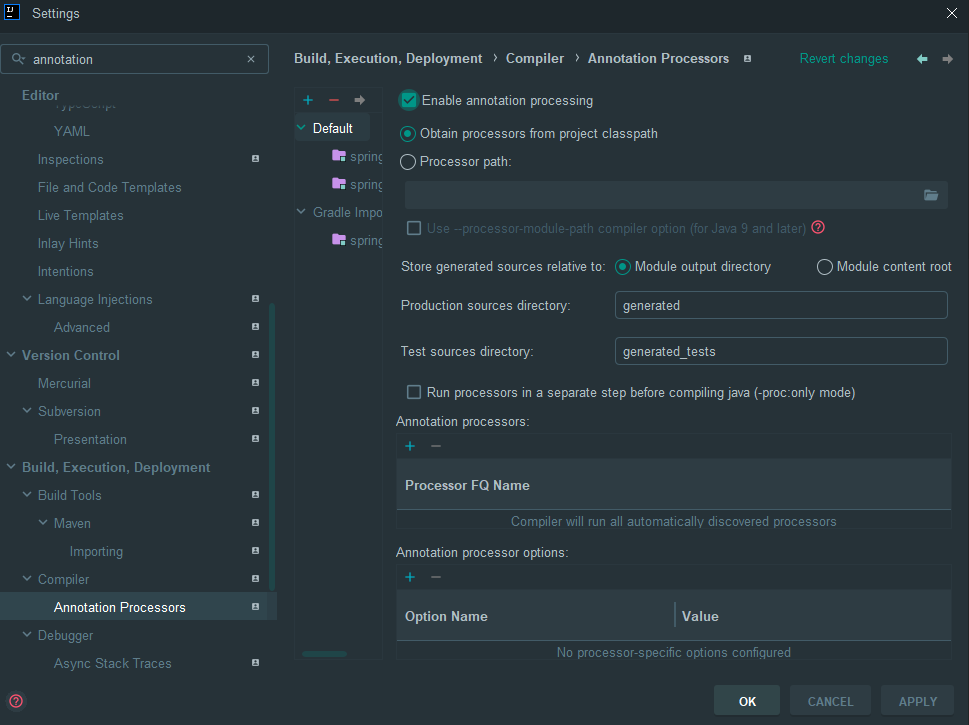 Settings
annotation
Build, Execution, Deployment › Compiler › Annotation Processors
Revert changes
Editor
TypeScript
YAML
Inspections
File and Code Templates
Live Templates
Inlay Hints
Intentions
Language Injections
Advanced
Version Control
Mercurial
Subversion
Presentation
Build, Execution, Deployment
Build Tools
Maven
Importing
Compiler
Annotation Processors
Debugger
Async Stack Traces
Default
spring
spring
Gradle Impo
spring
Enable annotation processing
Obtain processors from project classpath
Processor path:
Use --processor-module-path compiler option (for Java 9 and later)
Store generated sources relative to: Module output directory Module content root
Production sources directory: generated
Test sources directory: generated_tests
Run processors in a separate step before compiling java (-proc:only mode)
Annotation processors:
Processor FQ Name
Compiler will run all automatically discovered processors
Annotation processor options:
Option Name Value
No processor-specific options configured
OK CANCEL APPLY